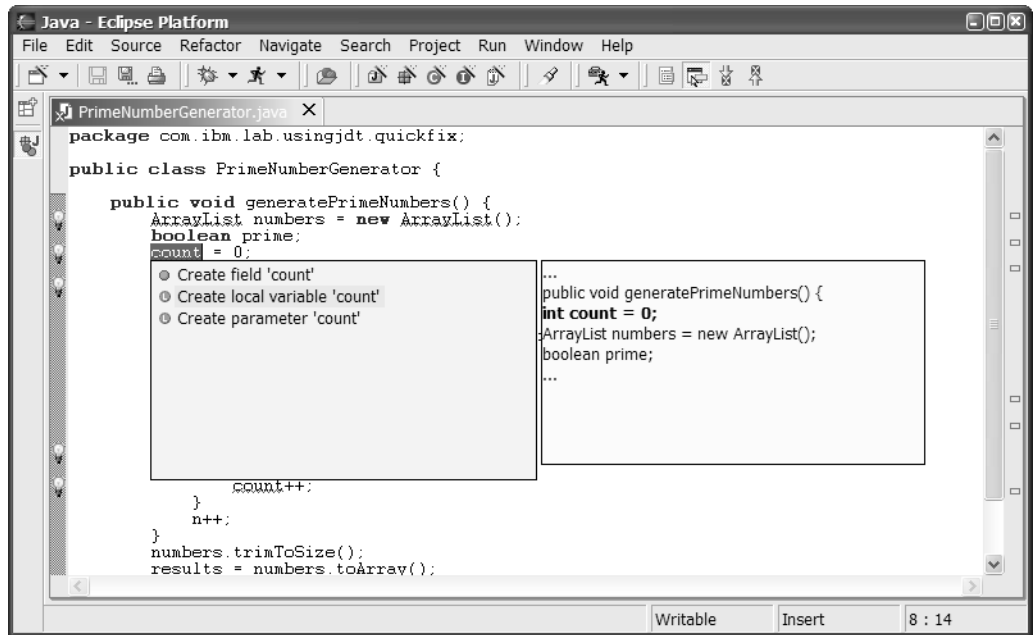 Java - Eclipse Platform
File Edit Source Refactor Navigate Search Project Run Window Help
PrimeNumberGenerator.java
package com.ibm.lab.usingjdt.quickfix;
public class PrimeNumberGenerator {
public void generatePrimeNumbers() {
ArrayList numbers = new ArrayList();
boolean prime;
count = 0;
Create field 'count'
Create local variable 'count'
Create parameter 'count'
...
public void generatePrimeNumbers() {
int count = 0;
ArrayList numbers = new ArrayList();
boolean prime;
...
count++;
}
n++;
}
numbers.trimToSize();
results = numbers.toArray();
Writable Insert 8 : 14